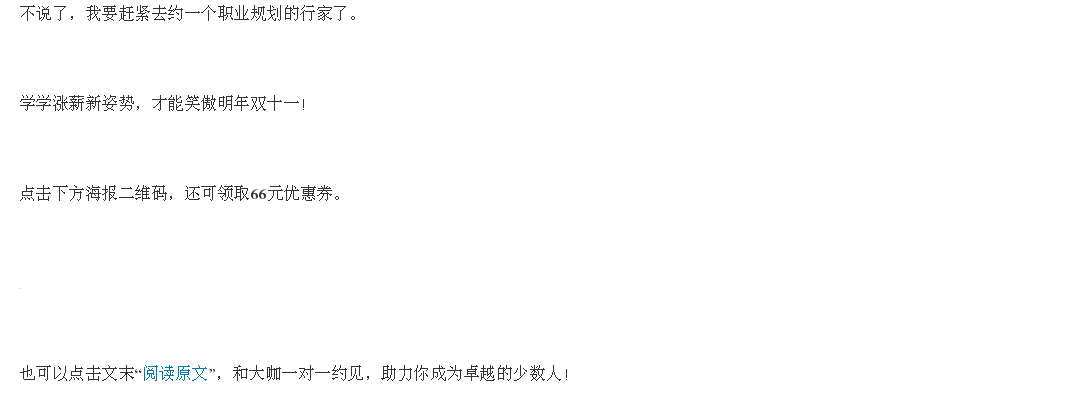 不说了，我要赶紧去约一个职业规划的行家了。
学学涨薪新姿势，才能笑傲明年双十一！
点击下方海报二维码，还可领取66元优惠券。
也可以点击文末“阅读原文”，和大咖一对一约见，助力你成为卓越的少数人！